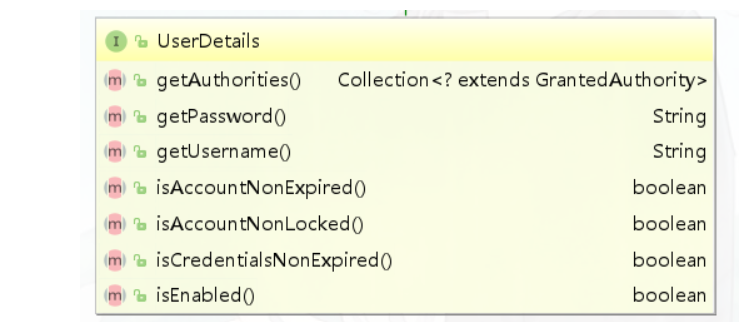 I UserDetails
m getAuthorities() Collection<? extends GrantedAuthority>
m getPassword() String
m getUsername() String
m isAccountNonExpired() boolean
m isAccountNonLocked() boolean
m isCredentialsNonExpired() boolean
m isEnabled() boolean